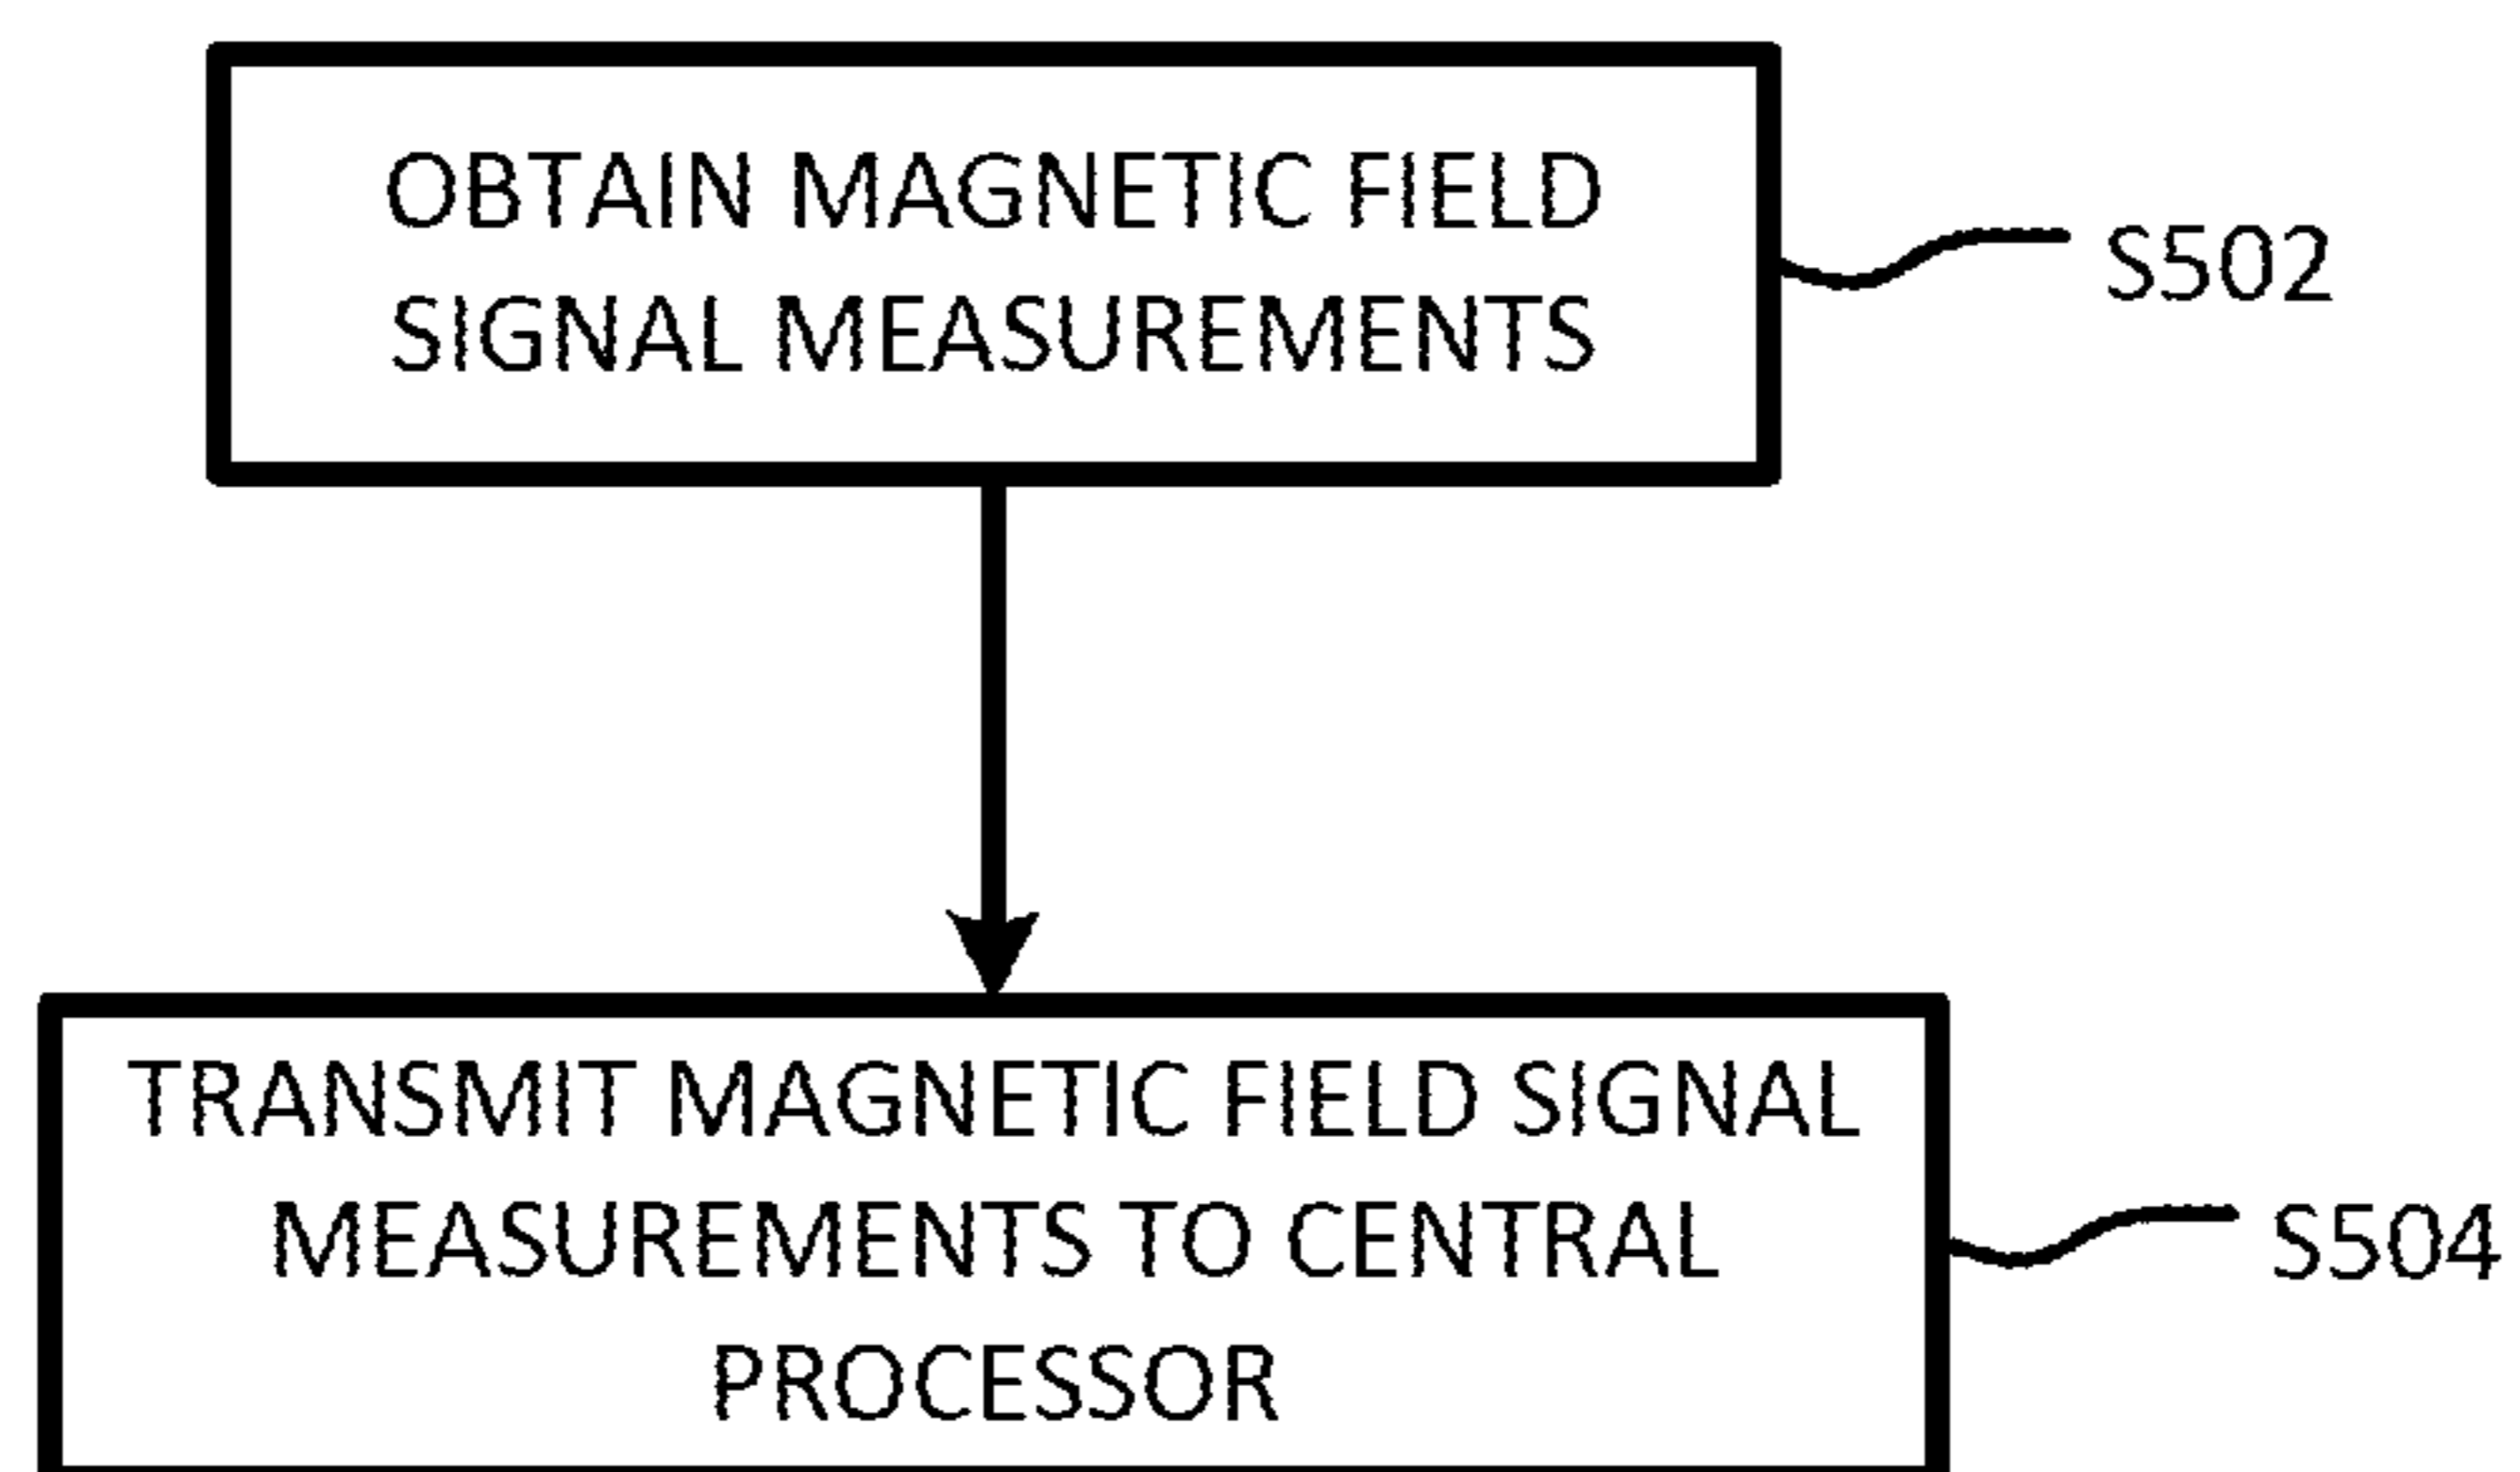 OBTAIN MAGNETIC FIELD
SIGNAL MEASUREMENTS
S502
TRANSMIT MAGNETIC FIELD SIGNAL
MEASUREMENTS TO CENTRAL
PROCESSOR
S504